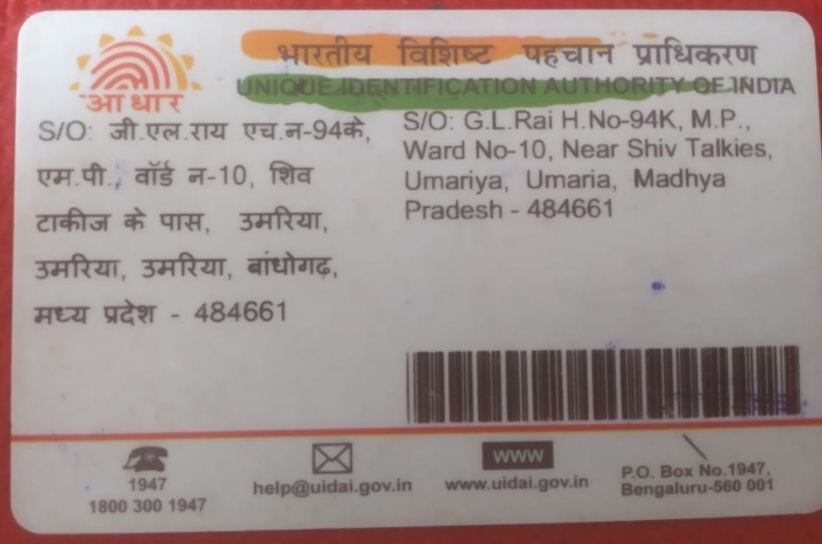 भारतीय विशिष्ट पहचान प्राधिकरण
UNIQUE IDENTIFICATION AUTHORITY OF INDIA
आधार
S/O: जी.एल.राय एच.न-94के,
एम.पी., वॉर्ड न-10, शिव
टाकीज के पास, उमरिया,
उमरिया, उमरिया, बांधोगढ़,
मध्य प्रदेश - 484661
S/O: G.L.Rai H.No-94K, M.P.,
Ward No-10, Near Shiv Talkies,
Umariya, Umaria, Madhya
Pradesh - 484661
1947
1800 300 1947
help@uidai.gov.in
www
www.uidai.gov.in
P.O. Box No.1947,
Bengaluru-560 001